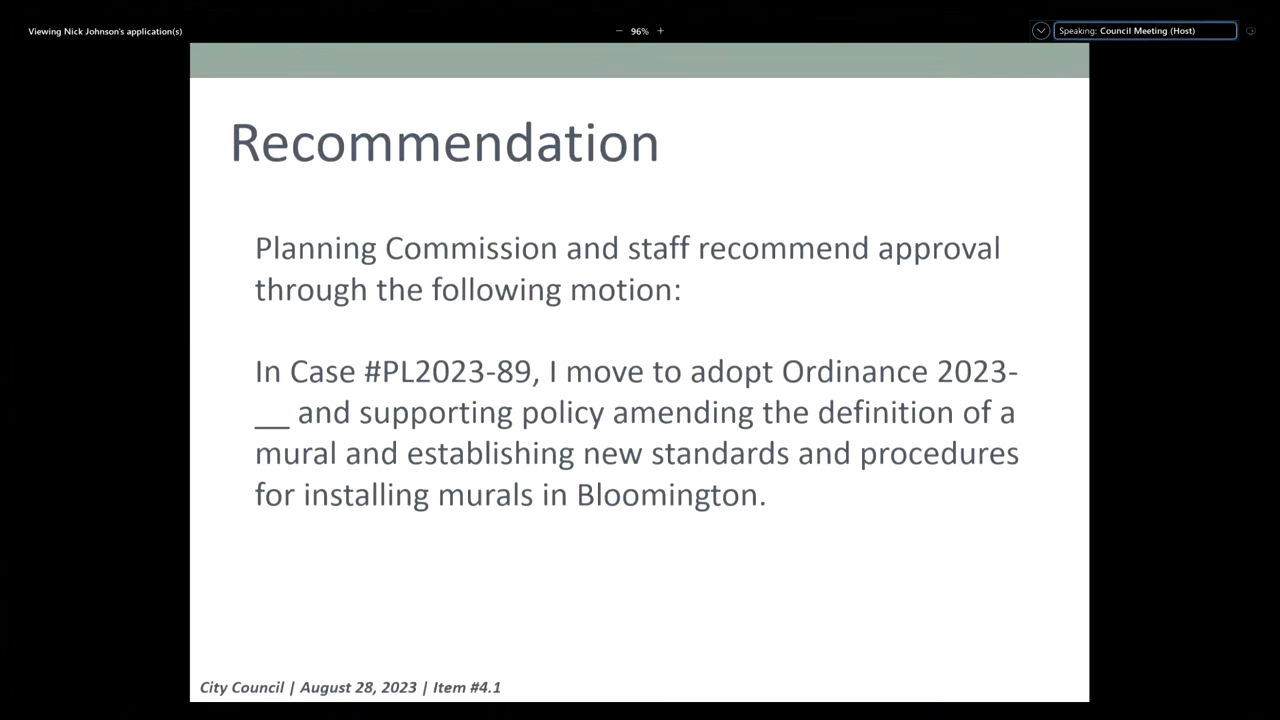 Viewing Nick Johnson's application(s)
− 96% +
Speaking: Council Meeting (Host)
Recommendation
Planning Commission and staff recommend approval
through the following motion:
In Case #PL2023-89, I move to adopt Ordinance 2023-
__ and supporting policy amending the definition of a
mural and establishing new standards and procedures
for installing murals in Bloomington.
City Council | August 28, 2023 | Item #4.1